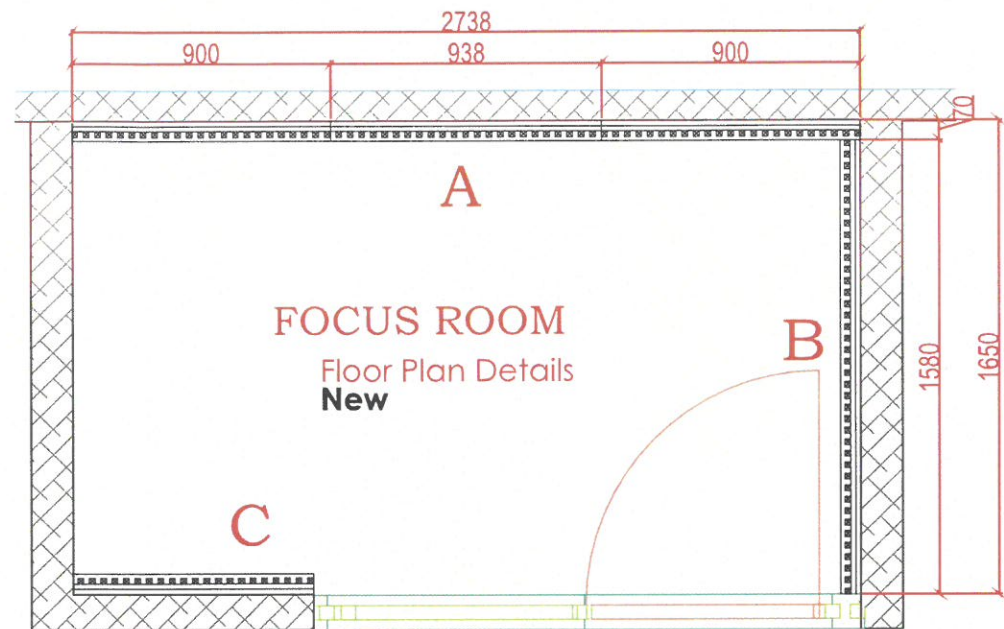 2738
900 938 900
70
A
FOCUS ROOM
B
Floor Plan Details
New
1580
1650
C